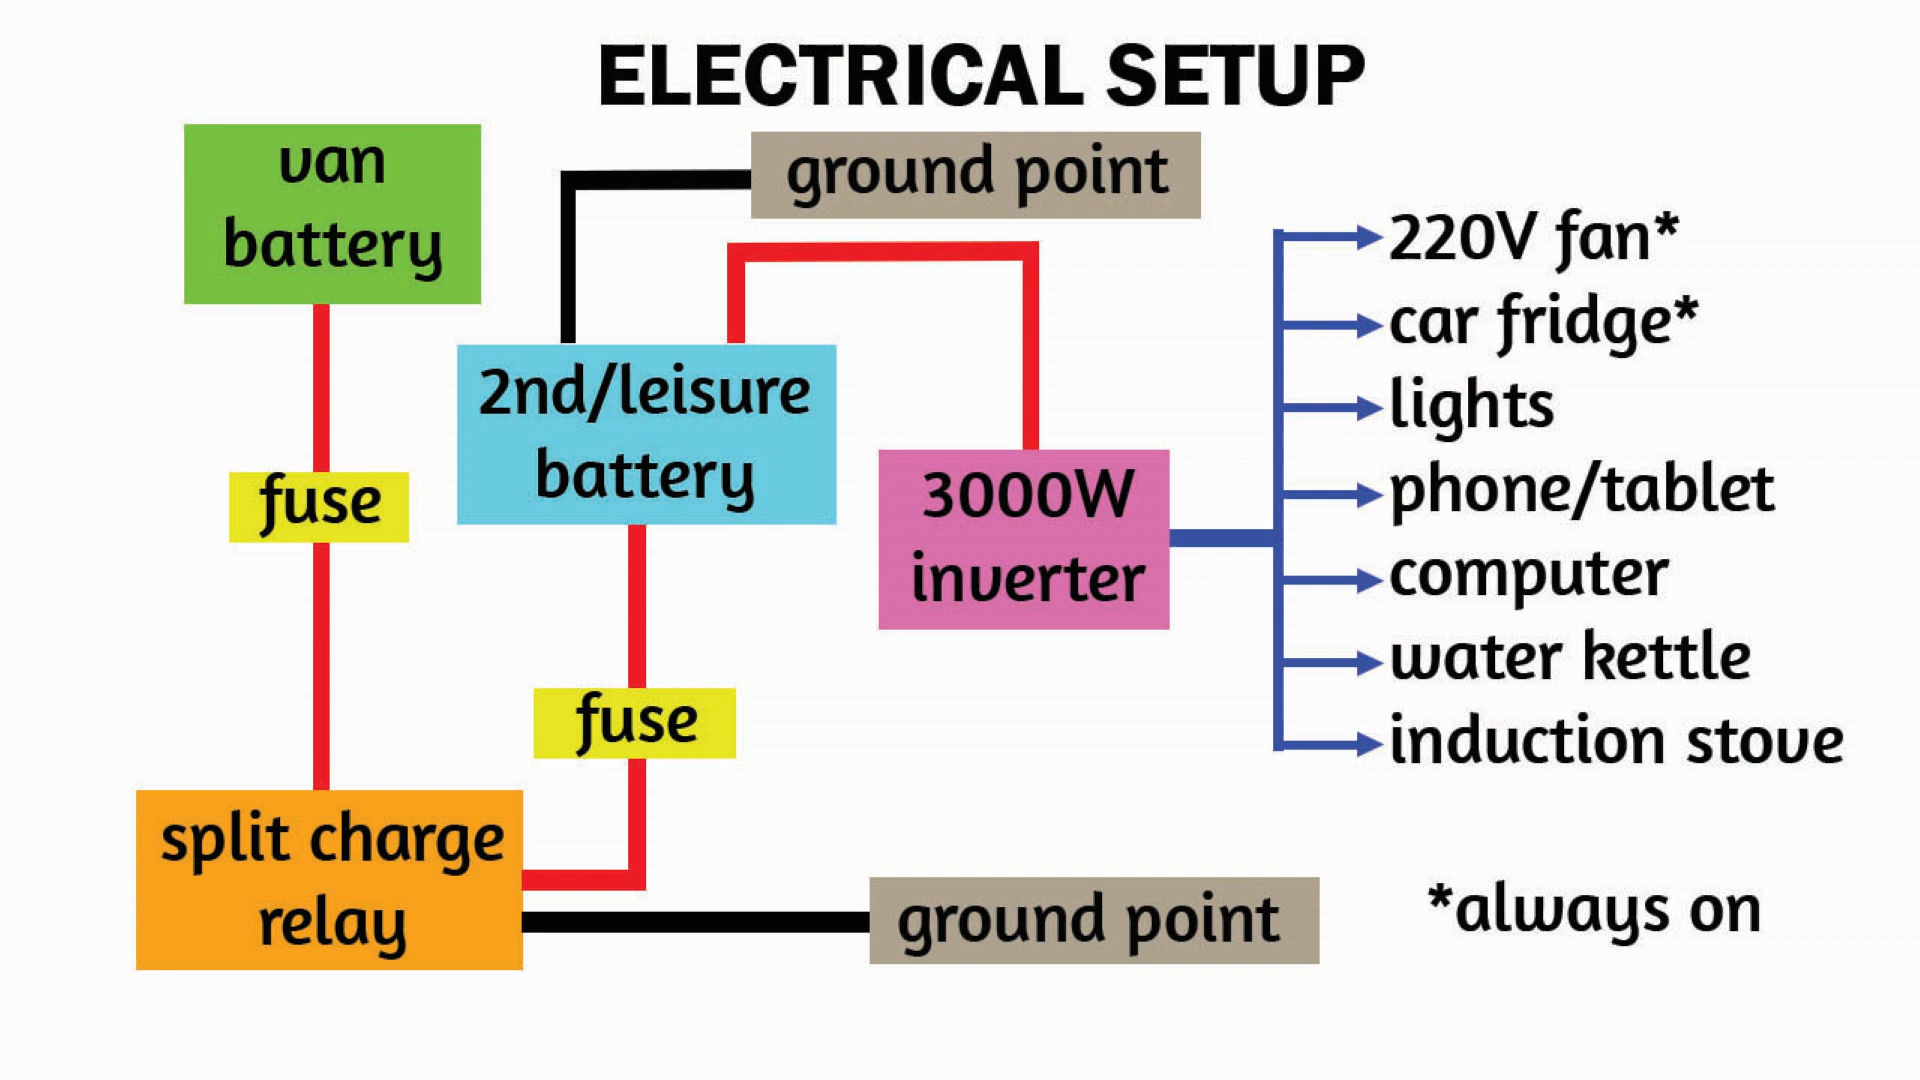 ELECTRICAL SETUP
van
battery
ground point
2nd/leisure
battery
fuse
fuse
3000W
inverter
split charge
relay
ground point
220V fan*
car fridge*
lights
phone/tablet
computer
water kettle
induction stove
*always on